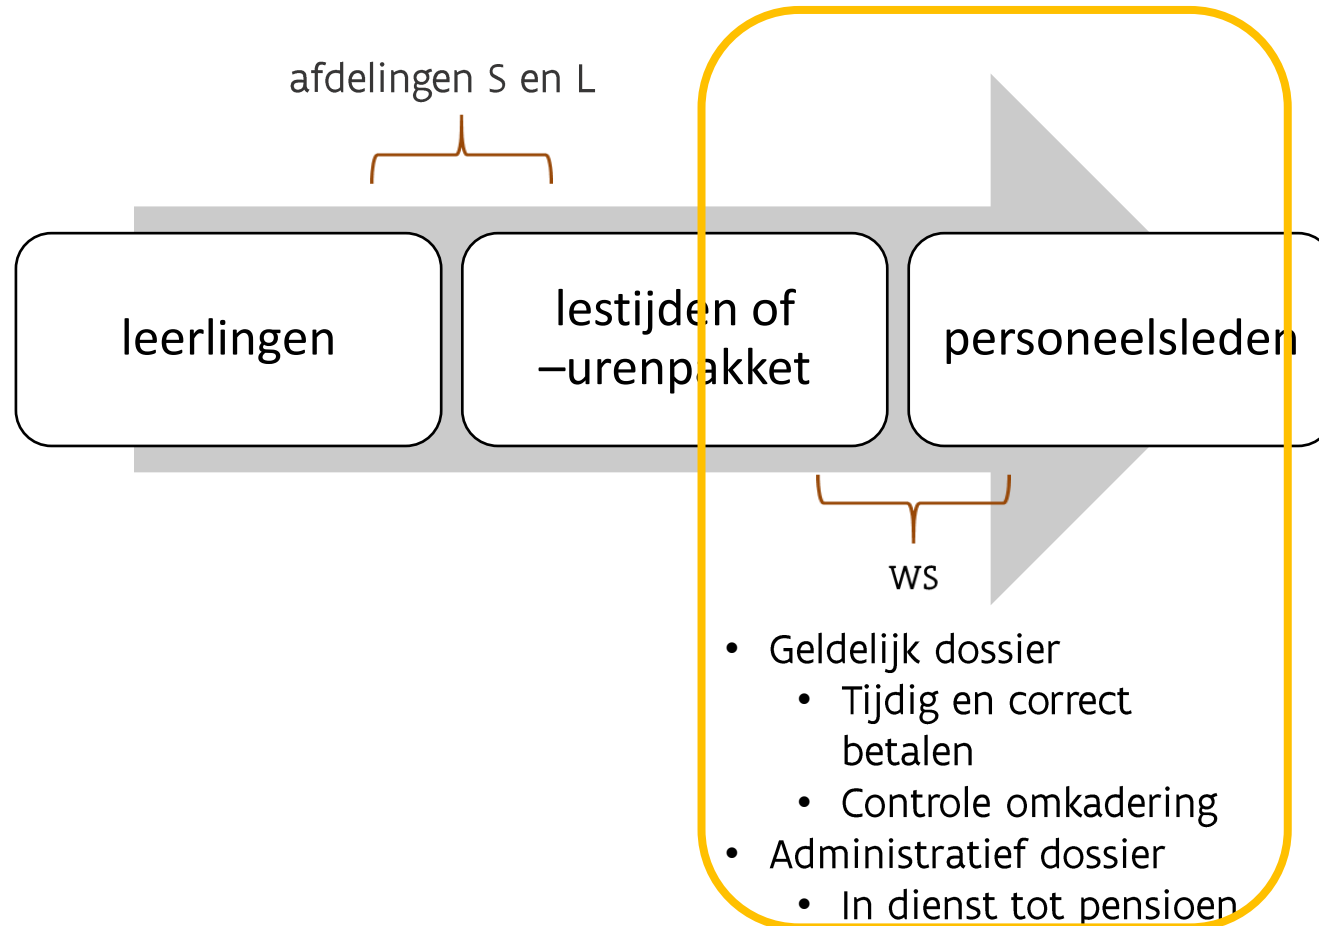 afdelingen S en L
leerlingen
lestijden of
–urenpakket
personeelsleden
WS
• Geldelijk dossier
• Tijdig en correct
betalen
• Controle omkadering
• Administratief dossier
• In dienst tot pensioen